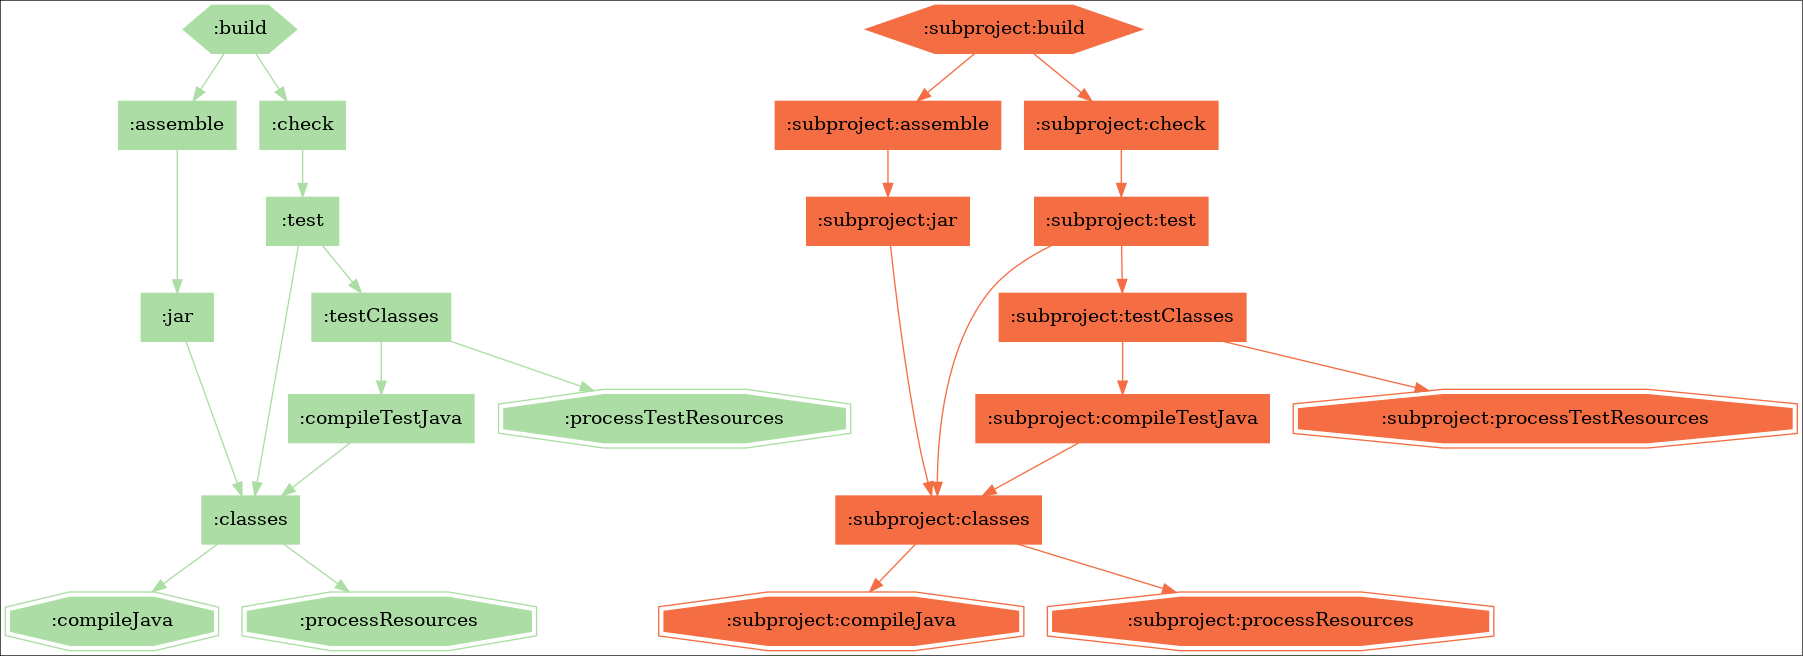 :build
:subproject:build
:assemble
:check
:subproject:assemble
:subproject:check
:test
:subproject:jar
:subproject:test
:jar
:testClasses
:subproject:testClasses
:compileTestJava
:processTestResources
:subproject:compileTestJava
:subproject:processTestResources
:classes
:subproject:classes
:compileJava
:processResources
:subproject:compileJava
:subproject:processResources